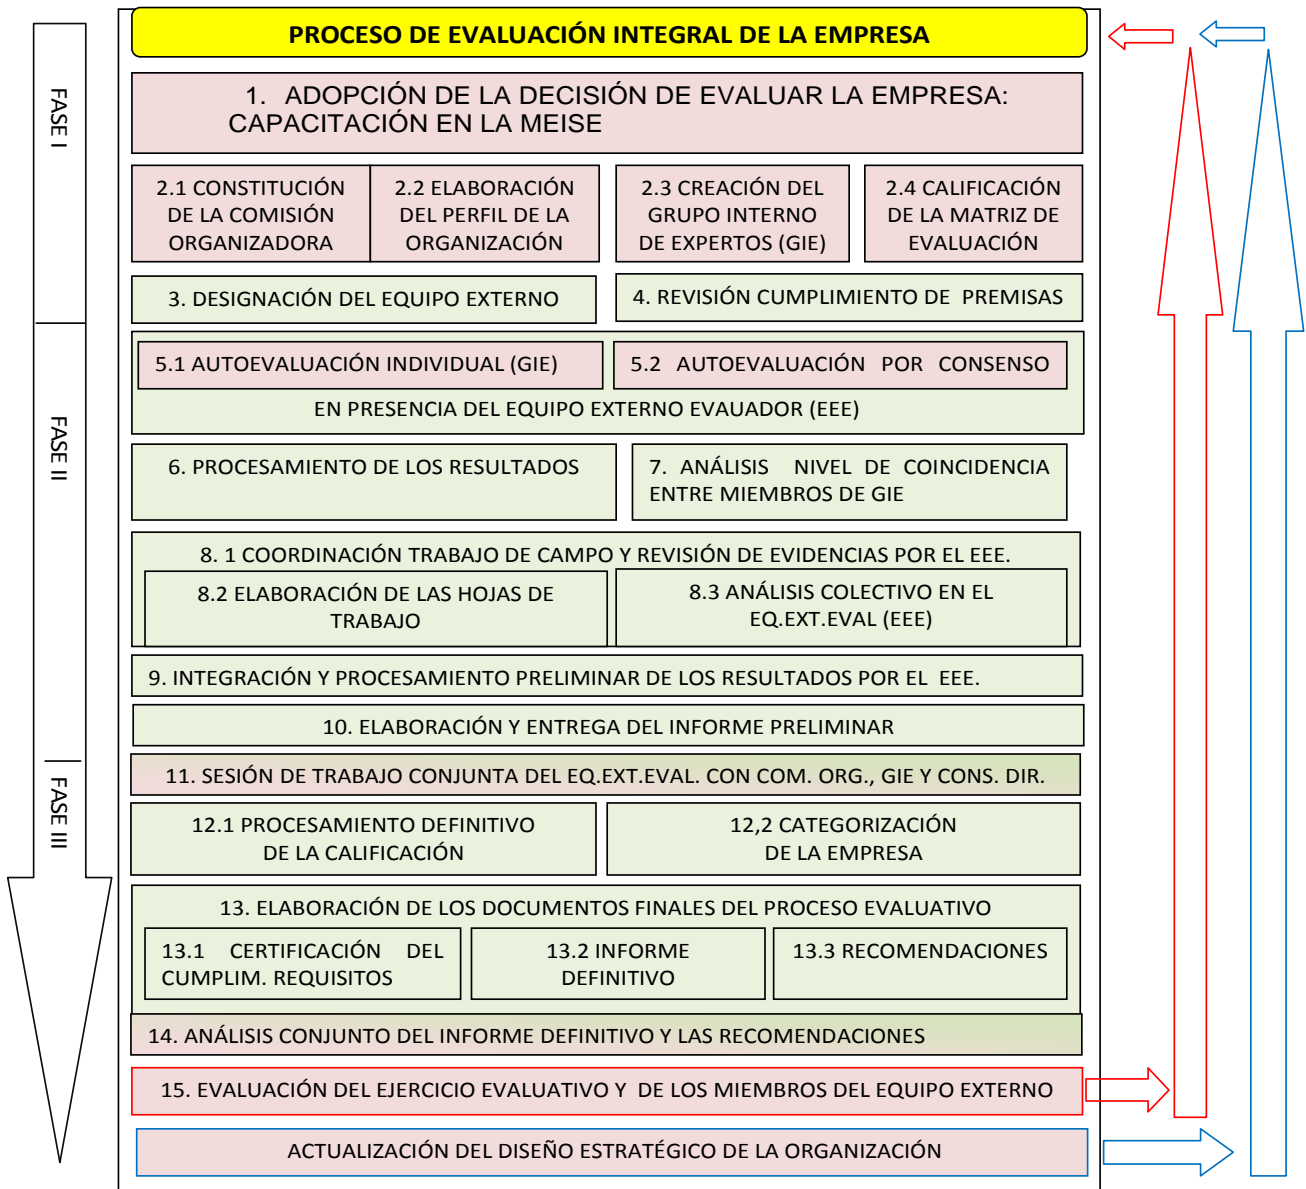 PROCESO DE EVALUACIÓN INTEGRAL DE LA EMPRESA
FASE I
1. ADOPCIÓN DE LA DECISIÓN DE EVALUAR LA EMPRESA:
CAPACITACIÓN EN LA MEISE
2.1 CONSTITUCIÓN
DE LA COMISIÓN
ORGANIZADORA
2.2 ELABORACIÓN
DEL PERFIL DE LA
ORGANIZACIÓN
2.3 CREACIÓN DEL
GRUPO INTERNO
DE EXPERTOS (GIE)
2.4 CALIFICACIÓN
DE LA MATRIZ DE
EVALUACIÓN
3. DESIGNACIÓN DEL EQUIPO EXTERNO
4. REVISIÓN CUMPLIMIENTO DE PREMISAS
FASE II
5.1 AUTOEVALUACIÓN INDIVIDUAL (GIE)
5.2 AUTOEVALUACIÓN POR CONSENSO
EN PRESENCIA DEL EQUIPO EXTERNO EVAUADOR (EEE)
6. PROCESAMIENTO DE LOS RESULTADOS
7. ANÁLISIS NIVEL DE COINCIDENCIA
ENTRE MIEMBROS DE GIE
8. 1 COORDINACIÓN TRABAJO DE CAMPO Y REVISIÓN DE EVIDENCIAS POR EL EEE.
8.2 ELABORACIÓN DE LAS HOJAS DE
TRABAJO
8.3 ANÁLISIS COLECTIVO EN EL
EQ.EXT.EVAL (EEE)
9. INTEGRACIÓN Y PROCESAMIENTO PRELIMINAR DE LOS RESULTADOS POR EL EEE.
10. ELABORACIÓN Y ENTREGA DEL INFORME PRELIMINAR
FASE III
11. SESIÓN DE TRABAJO CONJUNTA DEL EQ.EXT.EVAL. CON COM. ORG., GIE Y CONS. DIR.
12.1 PROCESAMIENTO DEFINITIVO
DE LA CALIFICACIÓN
12,2 CATEGORIZACIÓN
DE LA EMPRESA
13. ELABORACIÓN DE LOS DOCUMENTOS FINALES DEL PROCESO EVALUATIVO
13.1 CERTIFICACIÓN DEL
CUMPLIM. REQUISITOS
13.2 INFORME
DEFINITIVO
13.3 RECOMENDACIONES
14. ANÁLISIS CONJUNTO DEL INFORME DEFINITIVO Y LAS RECOMENDACIONES
15. EVALUACIÓN DEL EJERCICIO EVALUATIVO Y DE LOS MIEMBROS DEL EQUIPO EXTERNO
ACTUALIZACIÓN DEL DISEÑO ESTRATÉGICO DE LA ORGANIZACIÓN